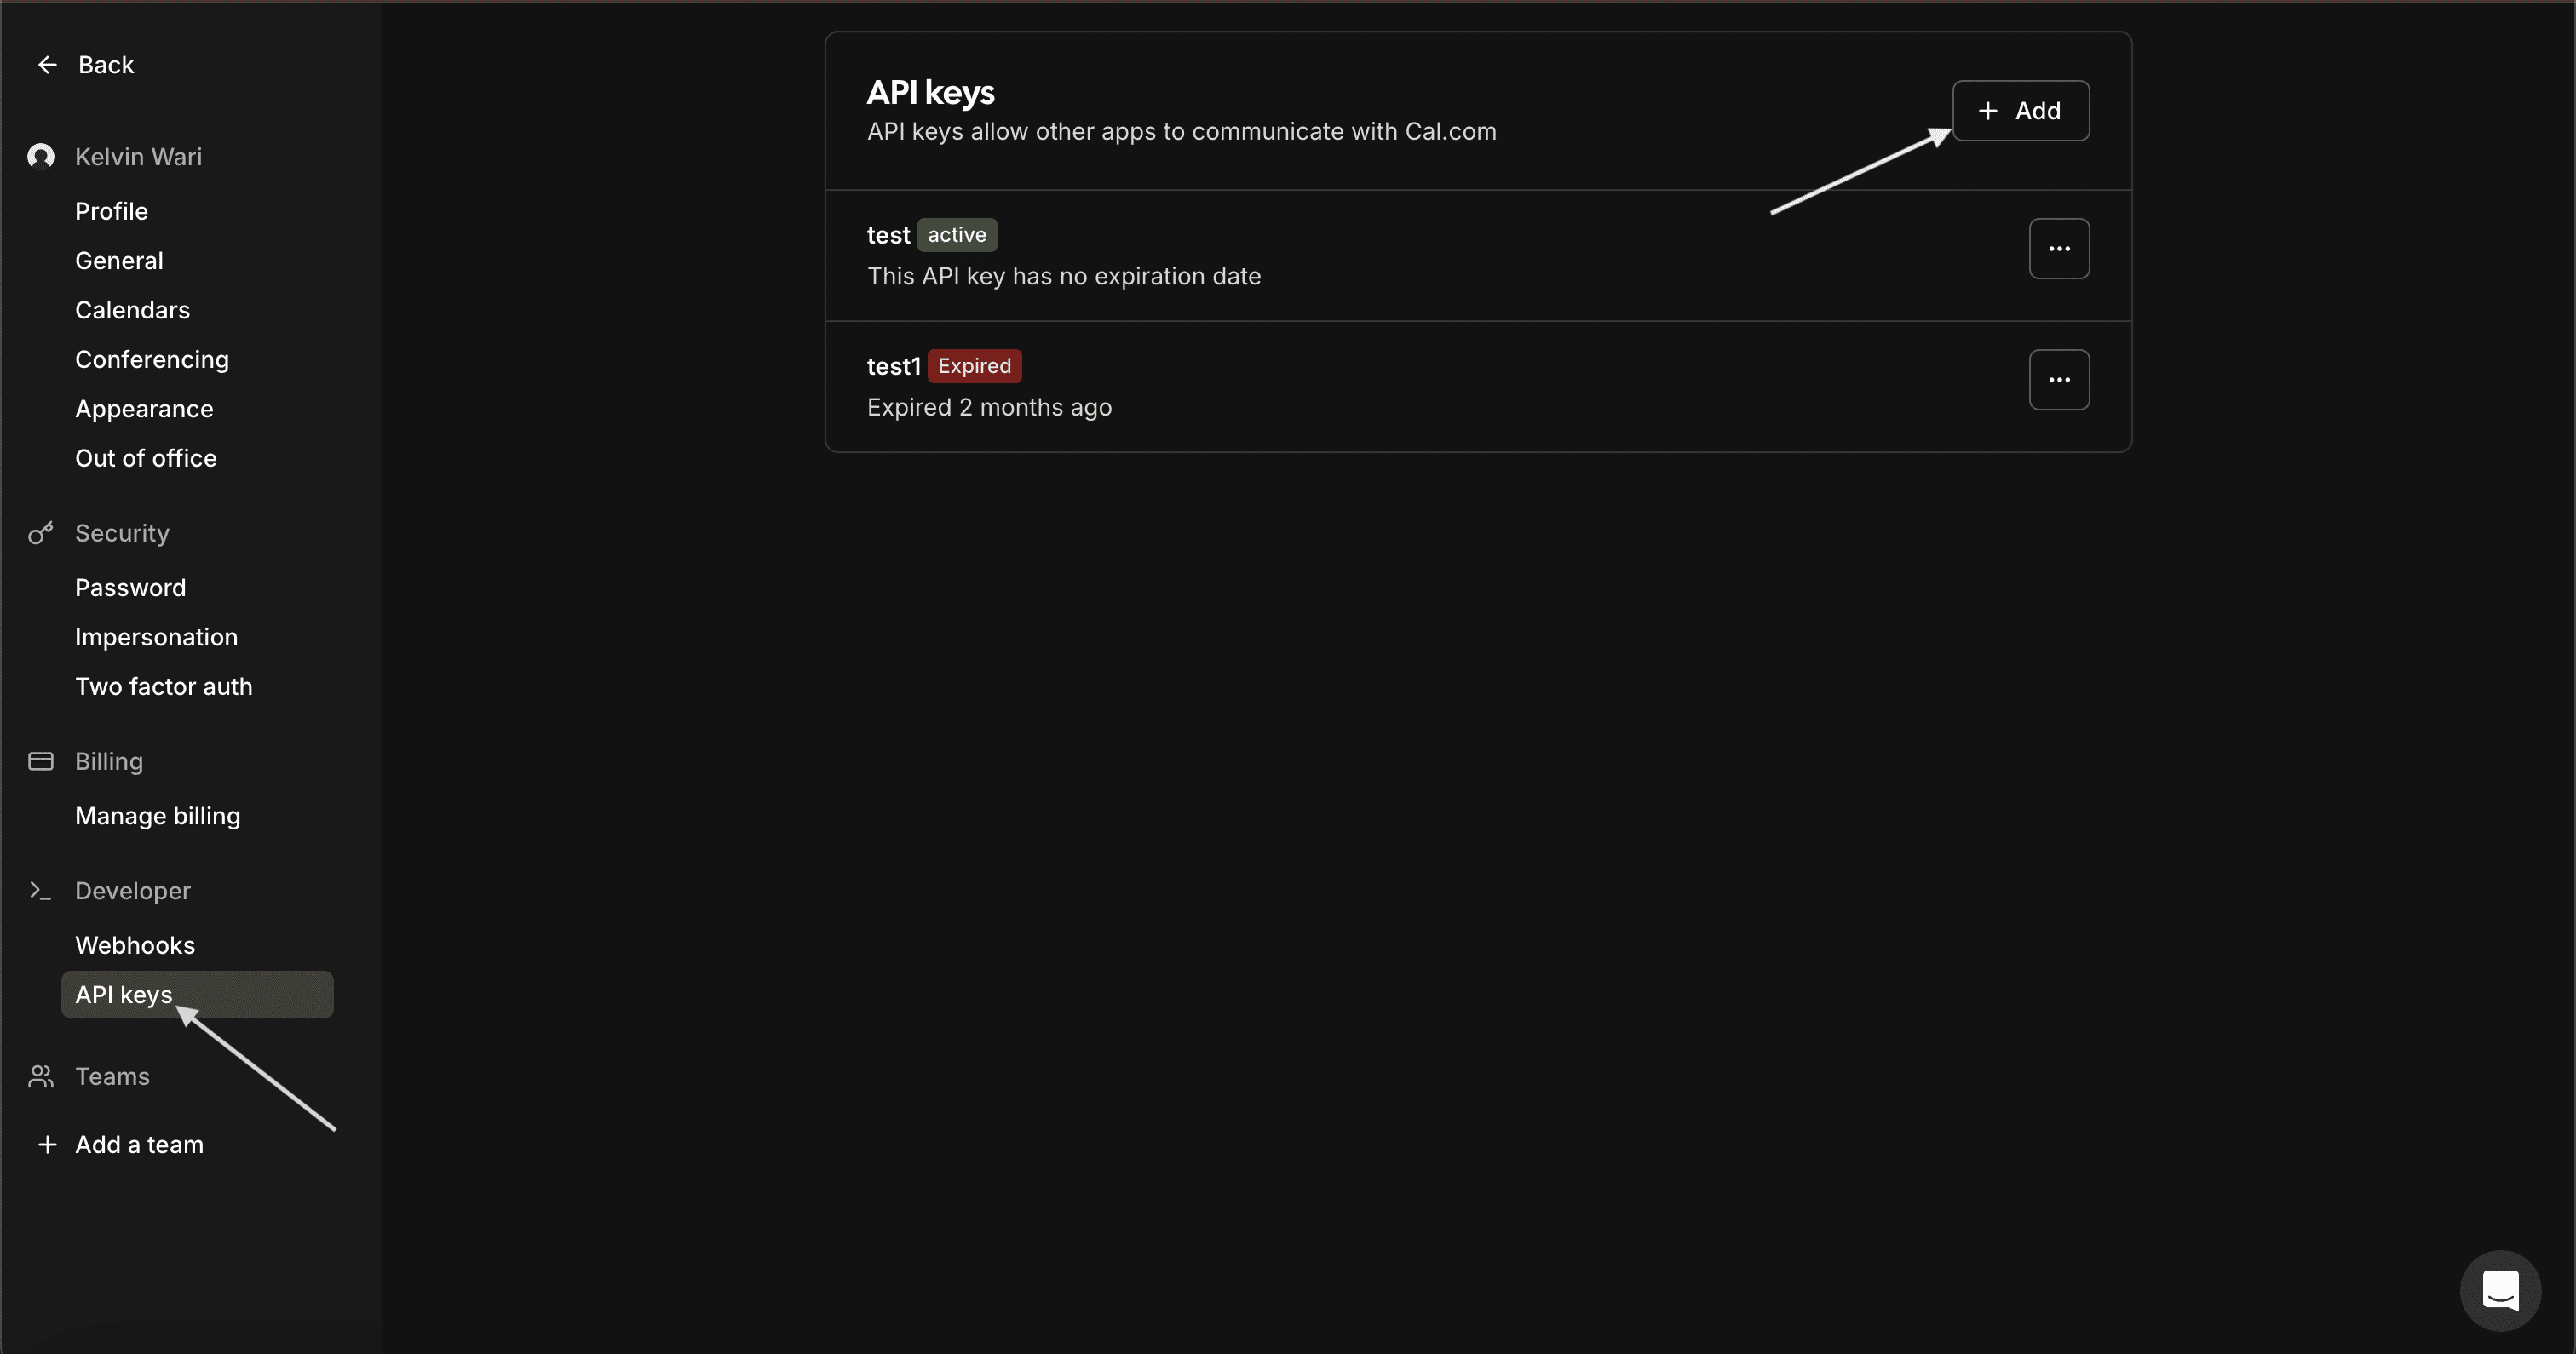 Back
Kelvin Wari
Profile
General
Calendars
Conferencing
Appearance
Out of office
Security
Password
Impersonation
Two factor auth
Billing
Manage billing
Developer
Webhooks
API keys
Teams
Add a team
API keys
API keys allow other apps to communicate with Cal.com
Add
test active
This API key has no expiration date
test1 Expired
Expired 2 months ago